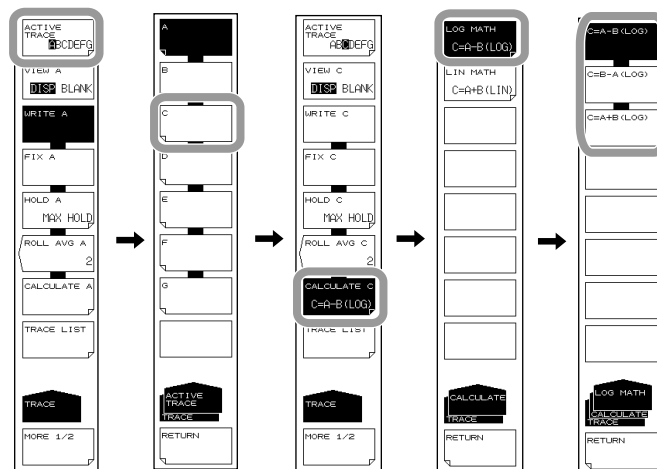 ACTIVE
TRACE
ABCDEFG
VIEW A
DISP BLANK
WRITE A
FIX A
HOLD A
MAX HOLD
ROLL AVG A
2
CALCULATE A
TRACE LIST
TRACE
MORE 1/2
A
B
C
D
E
F
G
ACTIVE
TRACE
TRACE
RETURN
ACTIVE
TRACE
ABCDEFG
VIEW C
DISP BLANK
WRITE C
FIX C
HOLD C
MAX HOLD
ROLL AVG C
2
CALCULATE C
C=A-B(LOG)
TRACE LIST
TRACE
MORE 1/2
LOG MATH
C=A-B(LOG)
LIN MATH
C=A+B(LIN)
CALCULATE
TRACE
RETURN
C=A-B(LOG)
C=B-A(LOG)
C=A+B(LOG)
LOG MATH
CALCULATE
TRACE
RETURN